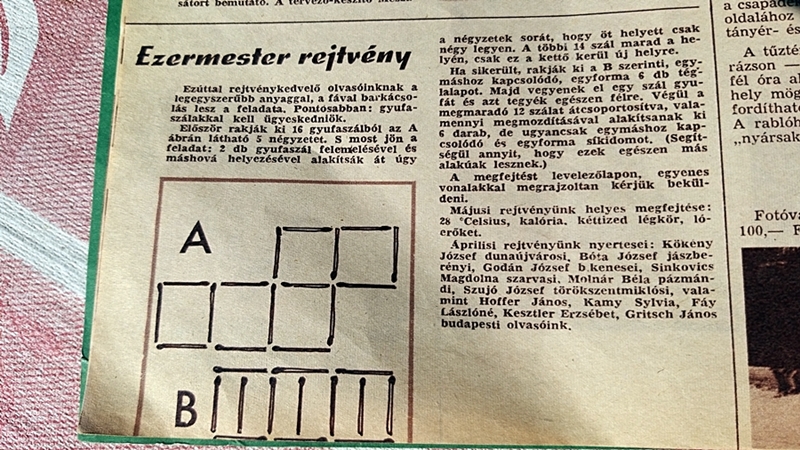 sátort bemutató. A tervező-készítő
Ezermester rejtvény
Ezúttal rejtvénykedvelő olvasóinknak a
legegyszerűbb anyaggal, a fával barkácso-
lás lesz a feladata. Pontosabban: gyufa-
szálakkal kell ügyeskedniök.
Először rakják ki 16 gyufaszálból az A
ábrán látható 5 négyzetet. S most jön a
feladat: 2 db gyufaszál felemelésével és
máshová helyezésével alakítsák át úgy
A
B
a négyzetek sorát, hogy öt helyett csak
négy legyen. A többi 14 szál marad a he-
lyén, csak ez a kettő kerül új helyre.
Ha sikerült, rakják ki a B szerinti, egy-
máshoz kapcsolódó, egyforma 6 db tég-
lalapot. Majd vegyenek el egy szál gyu-
fát és azt tegyék egészen félre. Végül a
megmaradó 12 szálat átcsoportosítva, vala-
mennyi megmozdításával alakítsanak ki
6 darab, de ugyancsak egymáshoz kap-
csolódó és egyforma síkidomot. (Segít-
ségül annyit, hogy ezek egészen más
alakúak lesznek.)
A megfejtést levelezőlapon, egyenes
vonalakkal megrajzoltan kérjük bekül-
deni.
Májusi rejtvényünk helyes megfejtése:
28 °Celsius, kalória, kéttized légkör, ló-
erőket.
Áprilisi rejtvényünk nyertesei: Kökény
József dunaújvárosi, Bóta József jászbe-
rényi, Godán József b.kenesei, Sinkovics
Magdolna szarvasi, Molnár Béla pázmán-
di, Szujó József törökszentmiklósi, vala-
mint Hoffer János, Kamy Sylvia, Fáy
Lászlóné, Kesztler Erzsébet, Gritsch János
budapesti olvasóink.
a csapadé
oldalához
tányér- és
A tűzté
rázson —
fél óra al
hely mög
fordíthat
A rablóh
„nyársak
Fotóvá
100,— F